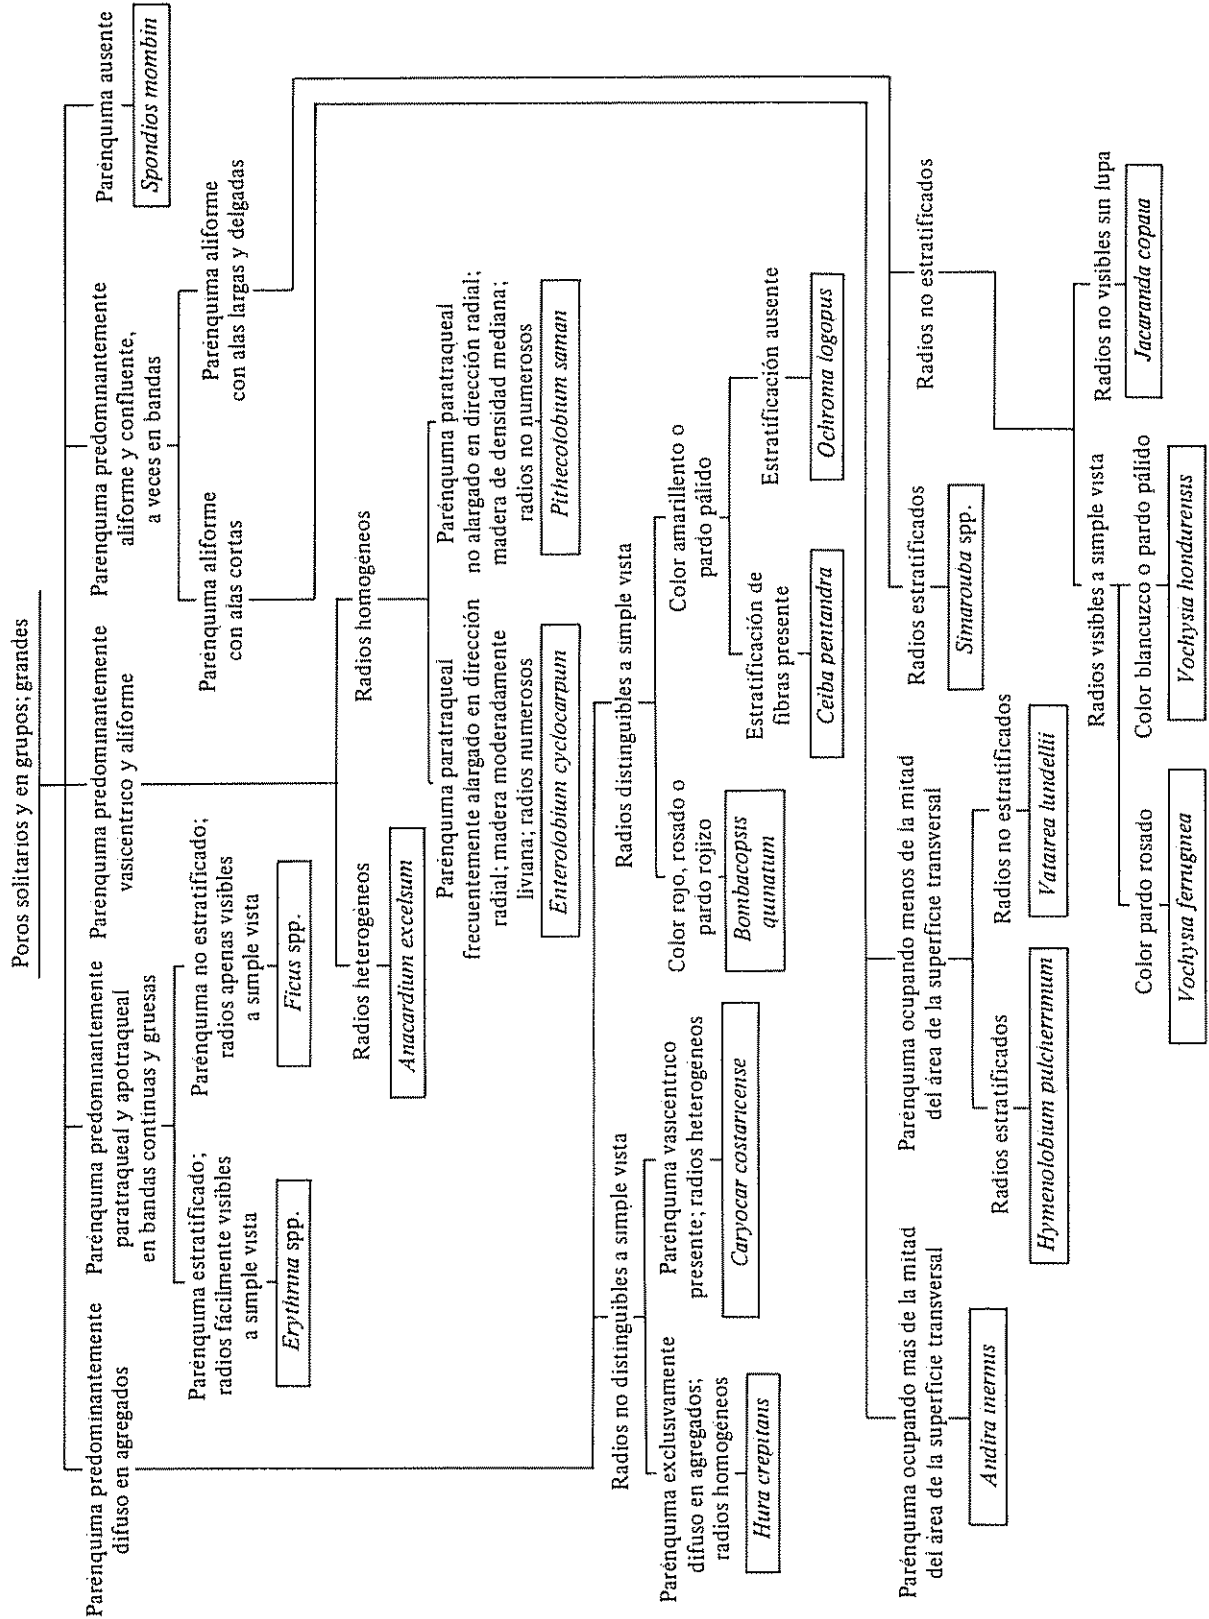 Poros solitarios y en grupos; grandes
Parénquima predominantemente
difuso en agregados
Parénquima predominantemente
paratraqueal y apotraqueal
en bandas continuas y gruesas
Parénquima predominantemente
vasicéntrico y aliforme
Parénquima predominantemente
aliforme y confluente,
a veces en bandas
Parénquima ausente
Spondios mombin
Parénquima estratificado;
radios fácilmente visibles
a simple vista
Erythrina spp.
Parénquima no estratificado;
radios apenas visibles
a simple vista
Ficus spp.
Parénquima aliforme
con alas cortas
Parénquima aliforme
con alas largas y delgadas
Radios heterogéneos
Anacardium excelsum
Radios homogéneos
Parénquima paratraqueal
frecuentemente alargado en dirección
radial; madera moderadamente
liviana; radios numerosos
Enterolobium cyclocarpum
Parénquima paratraqueal
no alargado en dirección radial;
madera de densidad mediana;
radios no numerosos
Pithecolobium saman
Radios no distinguibles a simple vista
Parénquima exclusivamente
difuso en agregados;
radios homogéneos
Hura crepitans
Parénquima vasicéntrico
presente; radios heterogéneos
Caryocar costaricense
Radios distinguibles a simple vista
Color rojo, rosado o
pardo rojizo
Bombacopsis
quinatum
Color amarillento o
pardo pálido
Estratificación de
fibras presente
Ceiba pentandra
Estratificación ausente
Ochroma logopus
Parénquima ocupando más de la mitad
del área de la superficie transversal
Andira inermis
Parénquima ocupando menos de la mitad
del área de la superficie transversal
Radios estratificados
Hymenolobium pulcherrimum
Radios no estratificados
Vatairea lundellii
Radios estratificados
Simarouba spp.
Radios no estratificados
Radios visibles a simple vista
Color pardo rosado
Vochysia ferruginea
Color blancuzco o pardo pálido
Vochysia hondurensis
Radios no visibles sin lupa
Jacaranda copaia